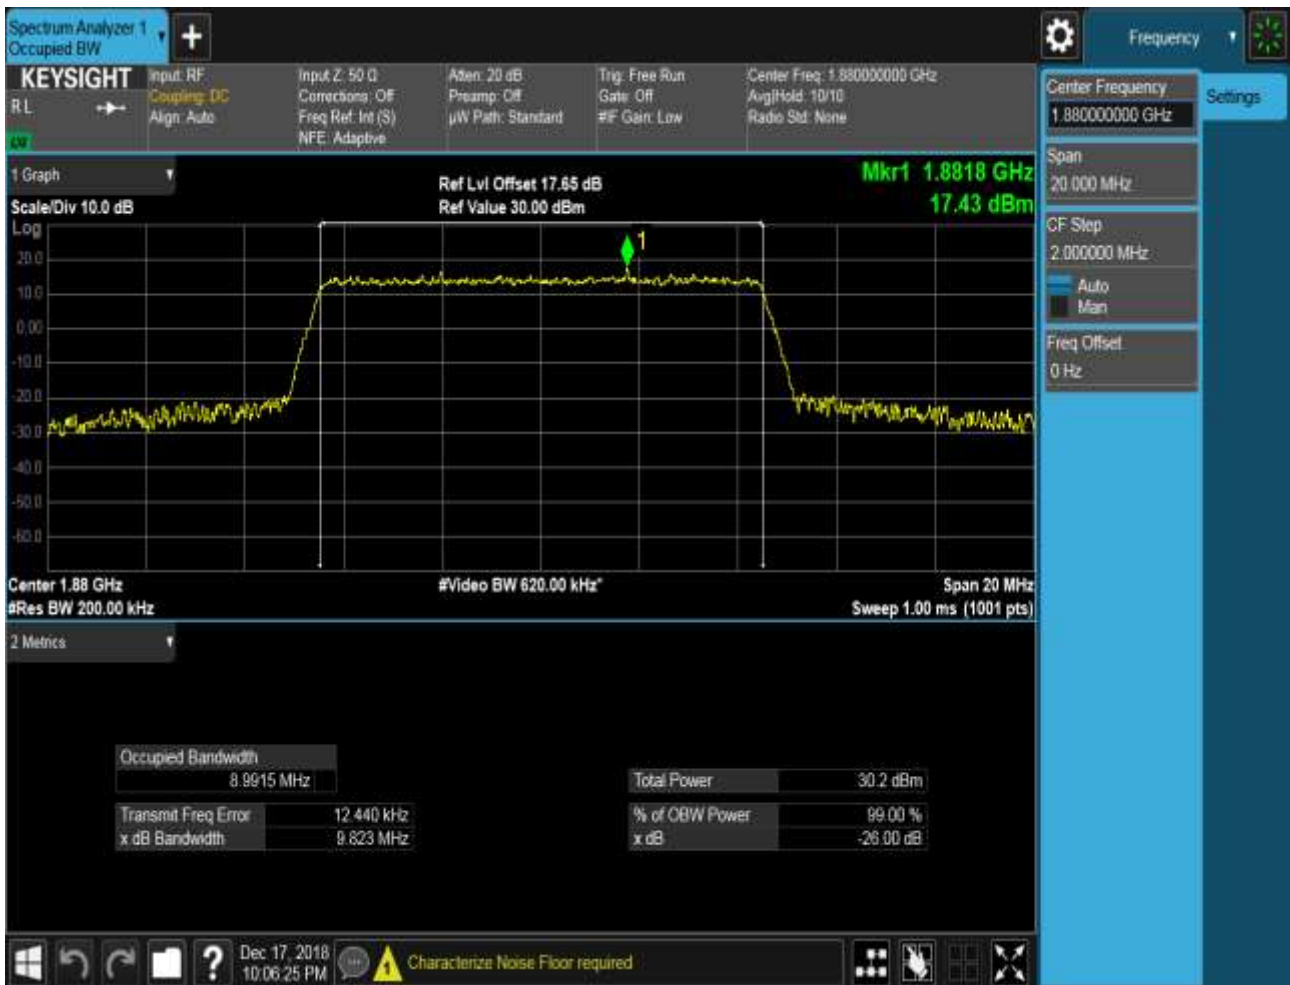 Spectrum Analyzer 1
Occupied BW
Frequency
KEYSIGHT
R L
Input: RF
Coupling: DC
Align: Auto
Input Z: 50 Ω
Corrections: Off
Freq Ref: Int (S)
NFE: Adaptive
Atten: 20 dB
Preamp: Off
µW Path: Standard
Trig: Free Run
Gate: Off
#IF Gain: Low
Center Freq: 1.880000000 GHz
Avg|Hold: 10/10
Radio Std: None
Center Frequency
1.880000000 GHz
Settings
Span
20.000 MHz
CF Step
2.000000 MHz
Auto
Man
Freq Offset
0 Hz
1 Graph
Scale/Div 10.0 dB
Ref Lvl Offset 17.65 dB
Ref Value 30.00 dBm
Mkr1 1.8818 GHz
17.43 dBm
Log
20.0
10.0
0.00
-10.0
-20.0
-30.0
-40.0
-50.0
-60.0
1
Center 1.88 GHz
#Res BW 200.00 kHz
#Video BW 620.00 kHz*
Span 20 MHz
Sweep 1.00 ms (1001 pts)
2 Metrics
Occupied Bandwidth
8.9915 MHz
Transmit Freq Error 12.440 kHz
x dB Bandwidth 9.823 MHz
Total Power 30.2 dBm
% of OBW Power 99.00 %
x dB -26.00 dB
Dec 17, 2018
10:06:25 PM
Characterize Noise Floor required